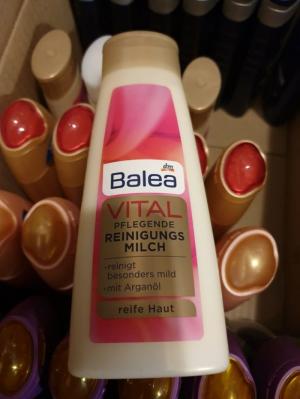 dm
Balea
VITAL
PFLEGENDE
REINIGUNGS
MILCH
• reinigt
besonders mild
• mit Arganöl
reife Haut